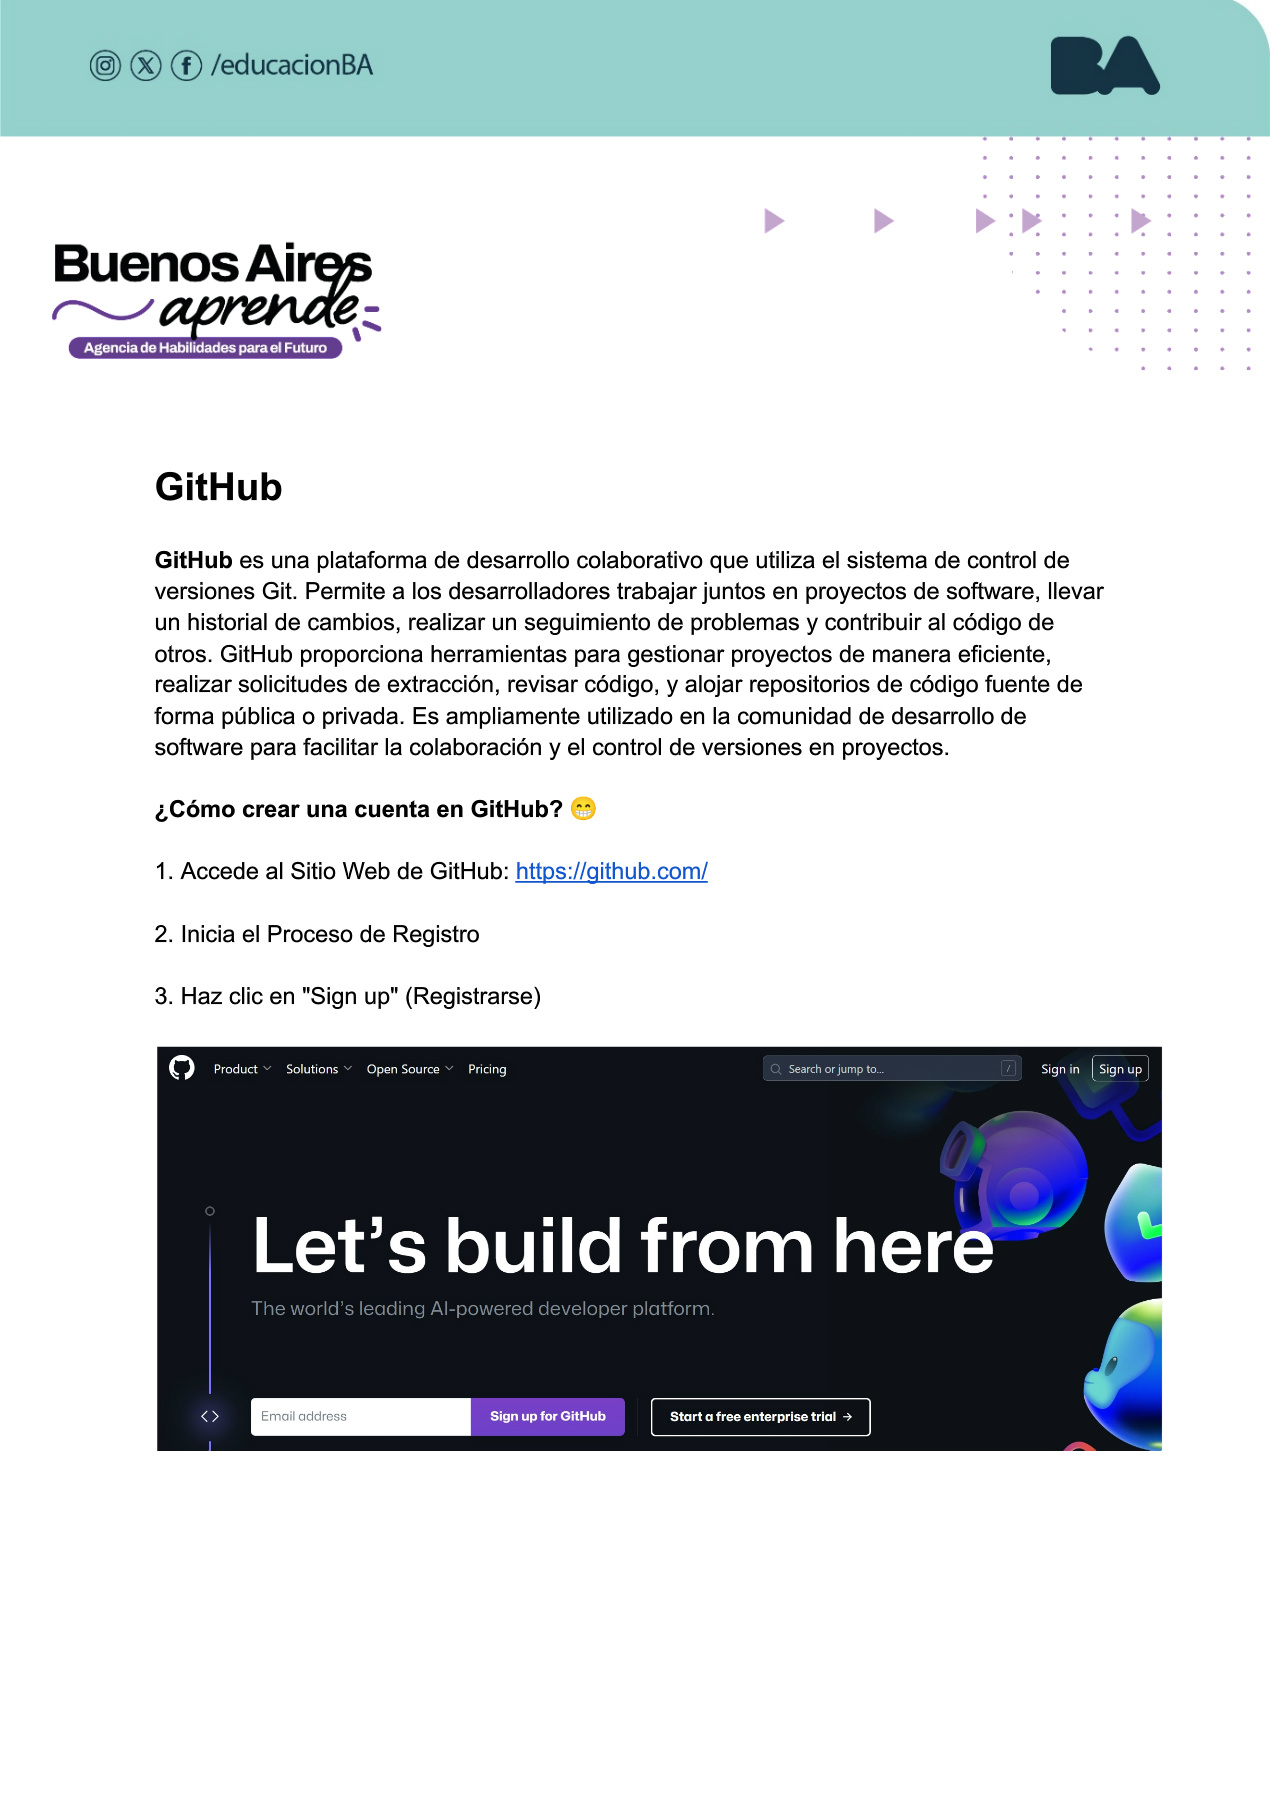 /educacionBA
BA
Buenos Aires
aprende
Agencia de Habilidades para el Futuro
GitHub
GitHub es una plataforma de desarrollo colaborativo que utiliza el sistema de control de
versiones Git. Permite a los desarrolladores trabajar juntos en proyectos de software, llevar
un historial de cambios, realizar un seguimiento de problemas y contribuir al código de
otros. GitHub proporciona herramientas para gestionar proyectos de manera eficiente,
realizar solicitudes de extracción, revisar código, y alojar repositorios de código fuente de
forma pública o privada. Es ampliamente utilizado en la comunidad de desarrollo de
software para facilitar la colaboración y el control de versiones en proyectos.
¿Cómo crear una cuenta en GitHub? 😁
1. Accede al Sitio Web de GitHub: https://github.com/
2. Inicia el Proceso de Registro
3. Haz clic en "Sign up" (Registrarse)
Product Solutions Open Source Pricing Search or jump to... / Sign in Sign up
Let's build from here
The world's leading AI-powered developer platform.
Email address Sign up for GitHub Start a free enterprise trial →